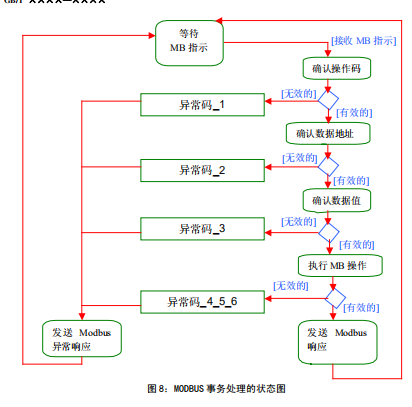 GB/T XXXX—XXXX
等待
MB 指示
[接收 MB 指示]
确认操作码
[无效的]
异常码_1
[有效的]
确认数据地址
[无效的]
异常码_2
[有效的]
确认数据值
[无效的]
异常码_3
[有效的]
执行 MB 操作
[无效的]
异常码_4_5_6
[有效的]
发送 Modbus
异常响应
发送 Modbus
响应
图 8：MODBUS 事务处理的状态图